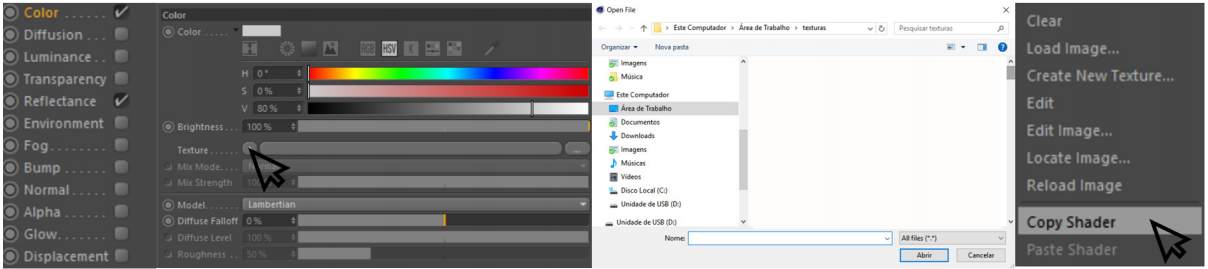 Color ......
Diffusion ....
Luminance . .
Transparency
Reflectance
Environment
Fog........
Bump ......
Normal.....
Alpha ......
Glow.......
Displacement
Color
Color ....
RGB HSV K
H 0 °
S 0 %
V 80 %
Brightness . . . 100 %
Texture......
...
Mix Mode....
Mix Strength
Model....... Lambertian
Diffuse Falloff 0 %
Diffuse Level 100 %
Roughness . . 50 %
Open File
Este Computador > Área de Trabalho > texturas
Pesquisar texturas
Organizar
Nova pasta
Imagens
Música
Este Computador
Área de Trabalho
Documentos
Downloads
Imagens
Músicas
Vídeos
Disco Local (C:)
Unidade de USB (D:)
Unidade de USB (D:)
Nome:
All files (*.*)
Abrir
Cancelar
Clear
Load Image...
Create New Texture...
Edit
Edit Image...
Locate Image...
Reload Image
Copy Shader
Paste Shader